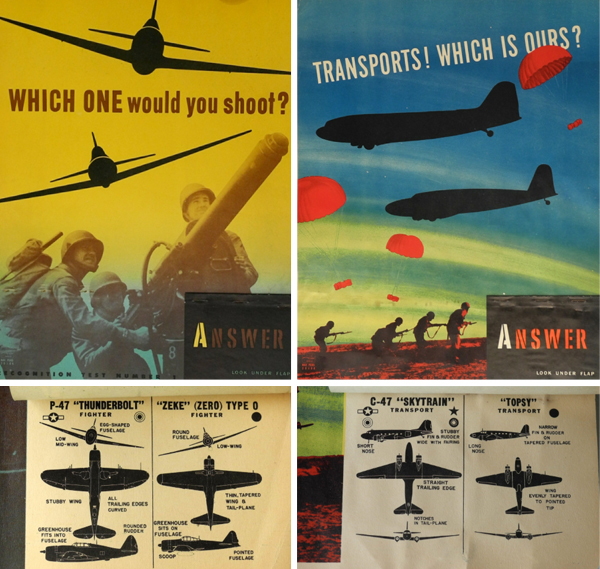 WHICH ONE would you shoot?
ANSWER
8
RECOGNITION TEST NUMBER
LOOK UNDER FLAP
TRANSPORTS! WHICH IS OURS?
ANSWER
LOOK UNDER FLAP
P-47 "THUNDERBOLT"
FIGHTER
EGG-SHAPED
FUSELAGE
LOW
MID-WING
STUBBY WING
ALL
TRAILING EDGES
CURVED
GREENHOUSE
FITS INTO
FUSELAGE
ROUNDED
RUDDER
"ZEKE" (ZERO) TYPE 0
FIGHTER
ROUND
FUSELAGE
LOW-WING
THIN, TAPERED
WING &
TAIL-PLANE
GREENHOUSE
SITS ON
FUSELAGE
SCOOP
POINTED
FUSELAGE
C-47 "SKYTRAIN"
TRANSPORT
SHORT
NOSE
STUBBY
FIN & RUDDER
WIDE WITH FAIRING
STRAIGHT
TRAILING EDGE
NOTCHES
IN TAIL-PLANE
"TOPSY"
TRANSPORT
LONG
NOSE
NARROW
FIN & RUDDER
ON
TAPERED FUSELAGE
WING
EVENLY TAPERED
TO POINTED
TIP